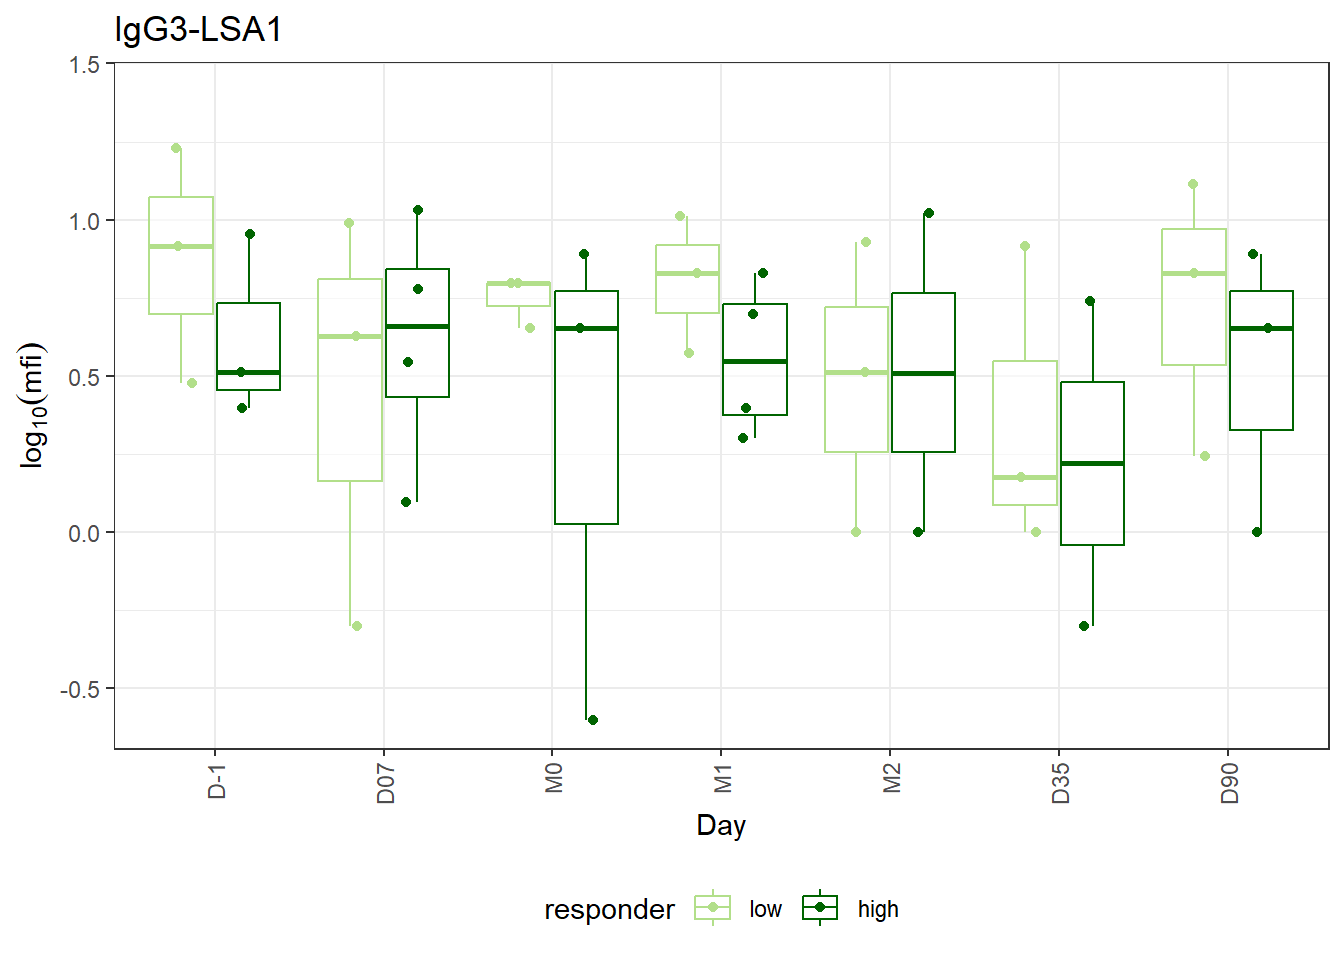 IgG3-LSA1
1.5
1.0
0.5
0.0
-0.5
log₁₀(mfi)
D-1
D07
M0
M1
M2
D35
D90
Day
responder
low
high